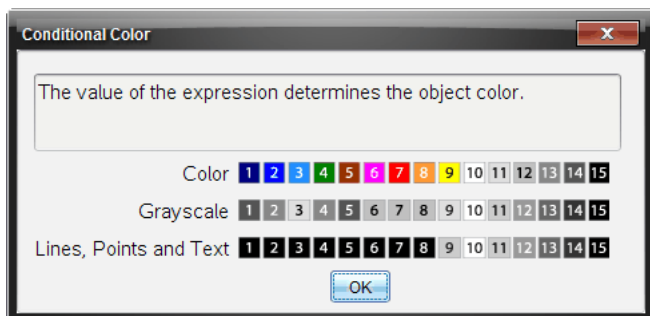 Conditional Color
The value of the expression determines the object color.
Color 1 2 3 4 5 6 7 8 9 10 11 12 13 14 15
Grayscale 1 2 3 4 5 6 7 8 9 10 11 12 13 14 15
Lines, Points and Text 1 2 3 4 5 6 7 8 9 10 11 12 13 14 15
OK